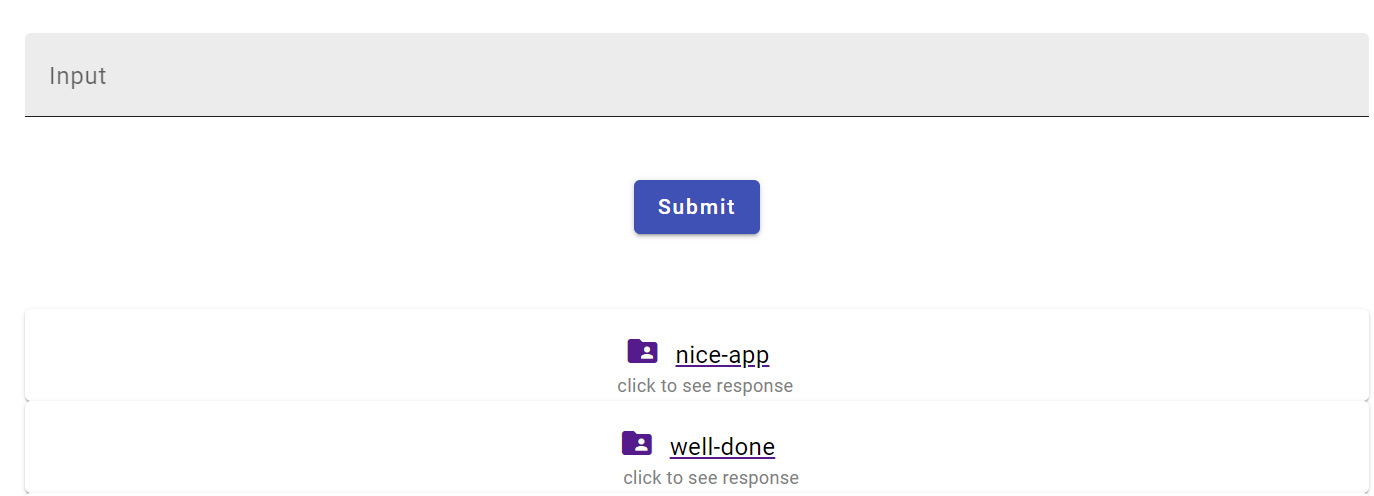 Input
Submit
nice-app
click to see response
well-done
click to see response